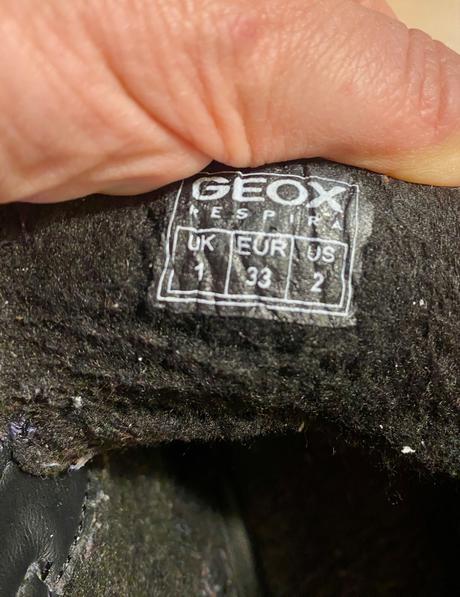 GEOX
RESPIRA
UK EUR US
1 33 2